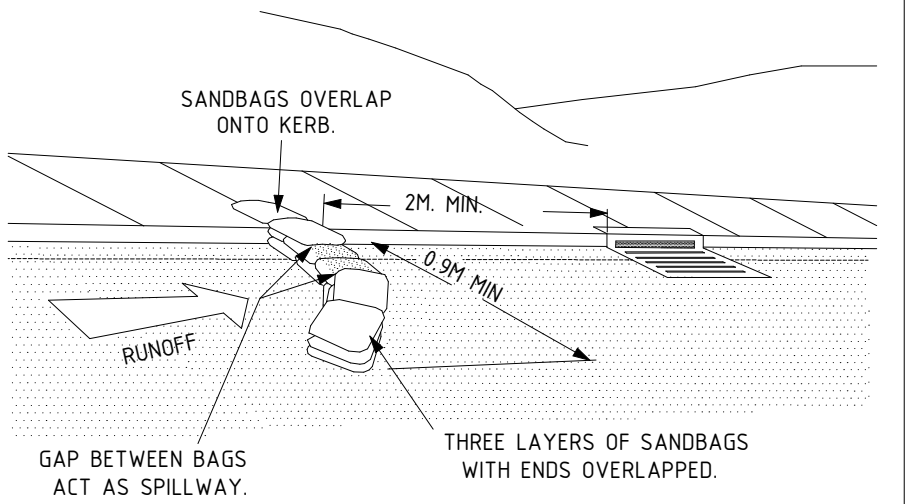 SANDBAGS OVERLAP
ONTO KERB.
2M. MIN.
0.9M MIN
RUNOFF
GAP BETWEEN BAGS
ACT AS SPILLWAY.
THREE LAYERS OF SANDBAGS
WITH ENDS OVERLAPPED.